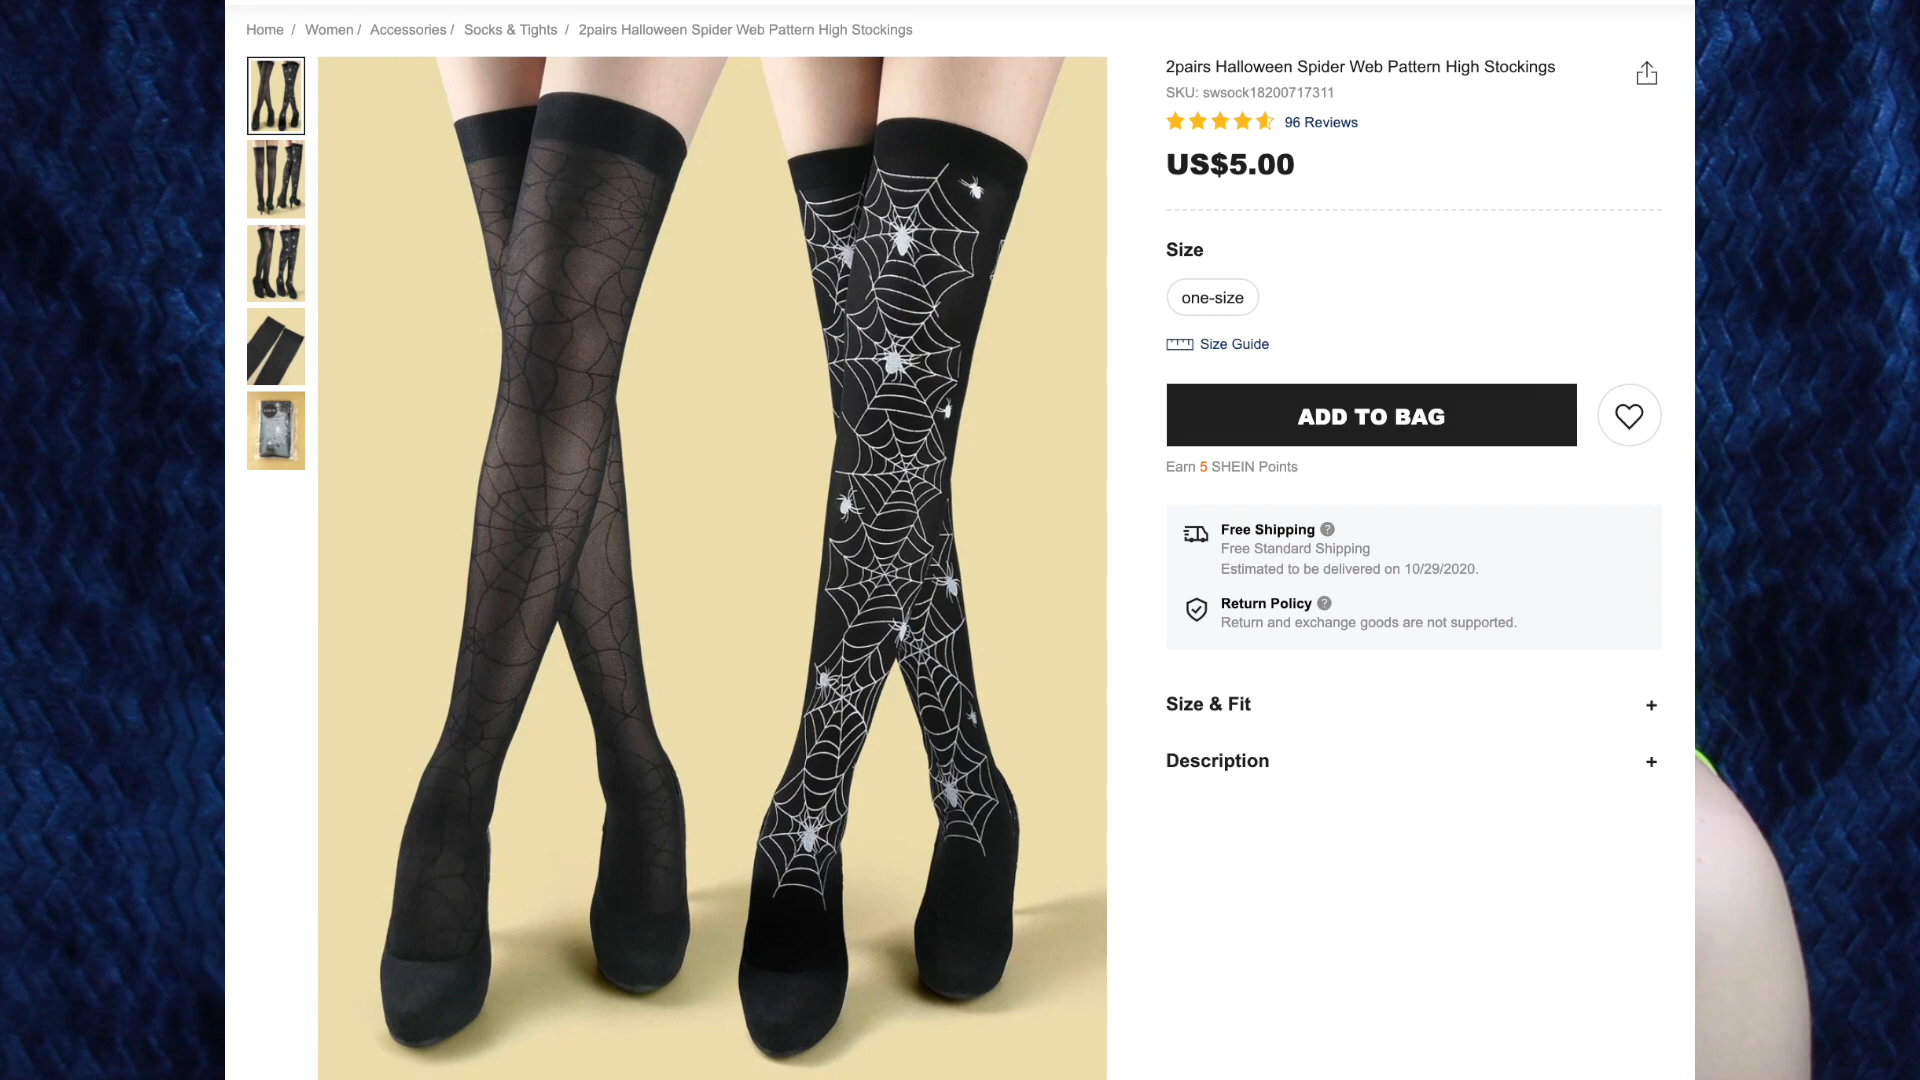 Home / Women / Accessories / Socks & Tights / 2pairs Halloween Spider Web Pattern High Stockings
2pairs Halloween Spider Web Pattern High Stockings
SKU: swsock18200717311
96 Reviews
US$5.00
Size
one-size
Size Guide
ADD TO BAG
Earn 5 SHEIN Points
Free Shipping ?
Free Standard Shipping
Estimated to be delivered on 10/29/2020.
Return Policy ?
Return and exchange goods are not supported.
Size & Fit +
Description +